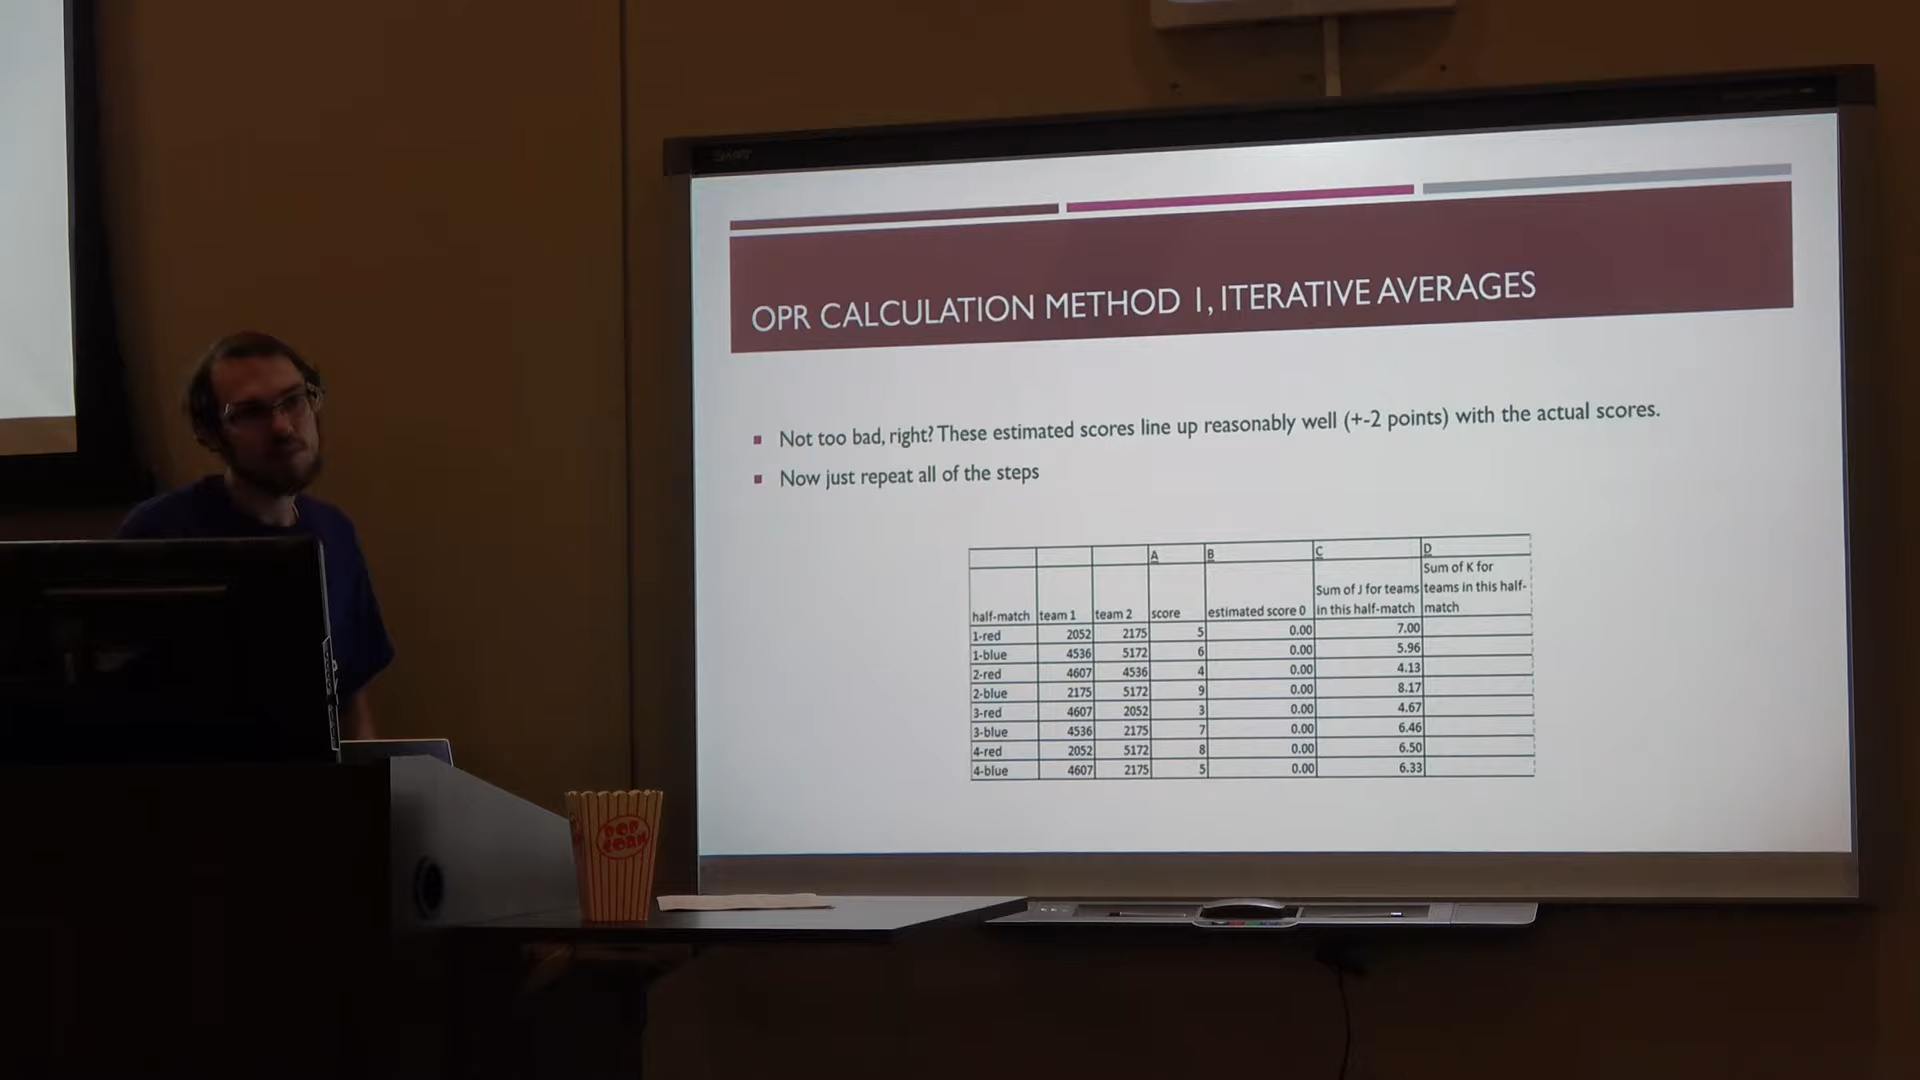 SMART
OPR CALCULATION METHOD 1, ITERATIVE AVERAGES
Not too bad, right? These estimated scores line up reasonably well (+-2 points) with the actual scores.
Now just repeat all of the steps
A B C D
half-match team 1 team 2 score estimated score 0 Sum of J for teams in this half-match Sum of K for teams in this half-match
1-red 2052 2175 5 0.00 7.00
1-blue 4536 5172 6 0.00 5.96
2-red 4607 4536 4 0.00 4.13
2-blue 2175 5172 9 0.00 8.17
3-red 4607 2052 3 0.00 4.67
3-blue 4536 2175 7 0.00 6.46
4-red 2052 5172 8 0.00 6.50
4-blue 4607 2175 5 0.00 6.33
POP
CORN